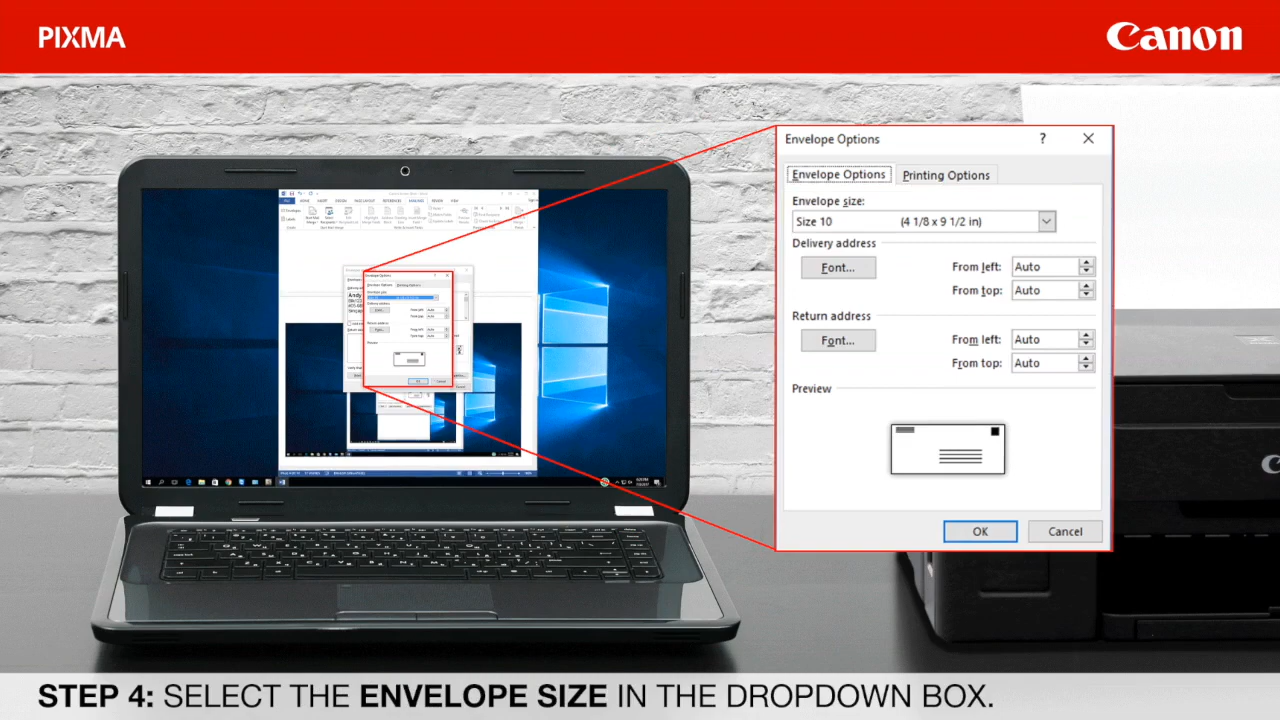 PIXMA
Canon
Envelope Options
?
Envelope Options
Printing Options
Envelope size:
Size 10 (4 1/8 x 9 1/2 in)
Delivery address
Font...
From left: Auto
From top: Auto
Return address
Font...
From left: Auto
From top: Auto
Preview
OK
Cancel
STEP 4: SELECT THE ENVELOPE SIZE IN THE DROPDOWN BOX.